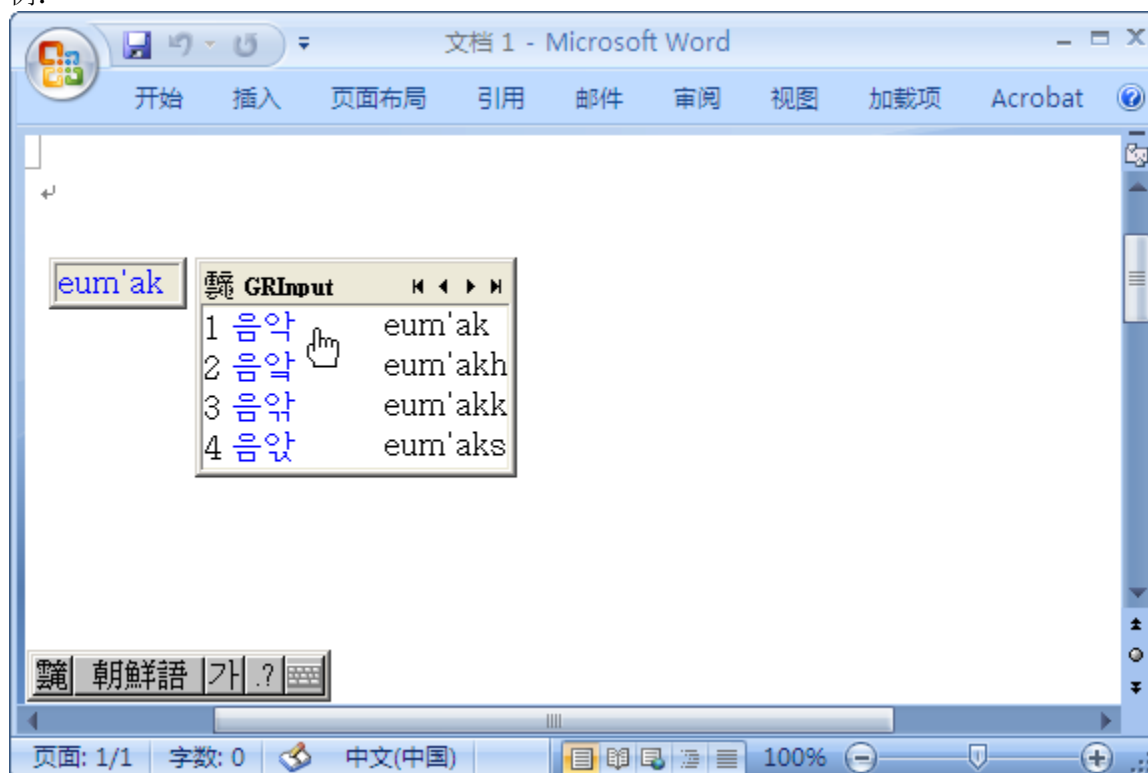 例:
文档 1 - Microsoft Word
开始 插入 页面布局 引用 邮件 审阅 视图 加载项 Acrobat
eum'ak
GRInput
1 음악 eum'ak
2 음앜 eum'akh
3 음앆 eum'akk
4 음앇 eum'aks
朝鮮語 가 .?
页面: 1/1 字数: 0 中文(中国) 100%